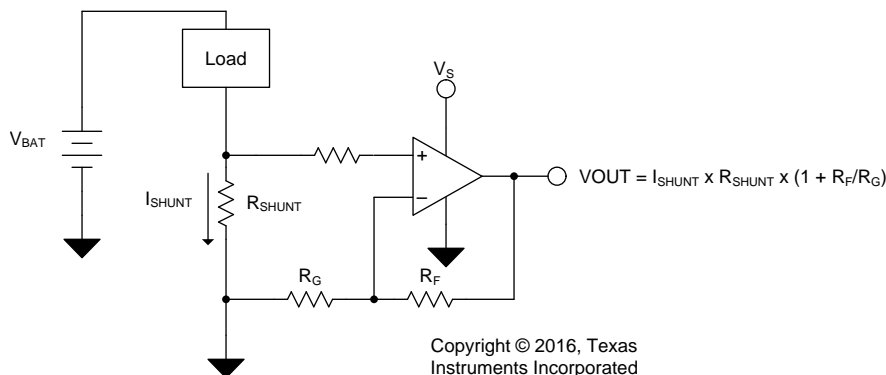 Load
V_S
V_BAT
+
−
VOUT = I_SHUNT x R_SHUNT x (1 + R_F/R_G)
I_SHUNT
R_SHUNT
R_G
R_F
Copyright © 2016, Texas
Instruments Incorporated